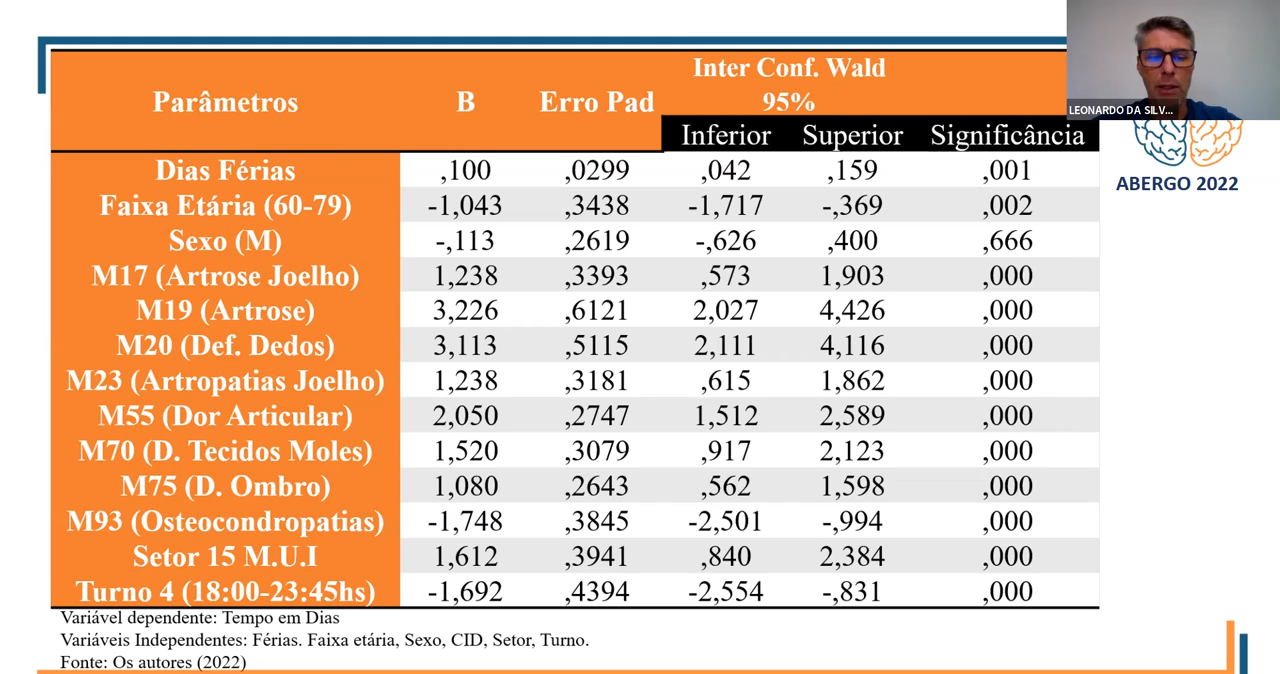 Inter Conf. Wald
Parâmetros B Erro Pad 95%
Inferior Superior Significância
Dias Férias ,100 ,0299 ,042 ,159 ,001
Faixa Etária (60-79) -1,043 ,3438 -1,717 -,369 ,002
Sexo (M) -,113 ,2619 -,626 ,400 ,666
M17 (Artrose Joelho) 1,238 ,3393 ,573 1,903 ,000
M19 (Artrose) 3,226 ,6121 2,027 4,426 ,000
M20 (Def. Dedos) 3,113 ,5115 2,111 4,116 ,000
M23 (Artropatias Joelho) 1,238 ,3181 ,615 1,862 ,000
M55 (Dor Articular) 2,050 ,2747 1,512 2,589 ,000
M70 (D. Tecidos Moles) 1,520 ,3079 ,917 2,123 ,000
M75 (D. Ombro) 1,080 ,2643 ,562 1,598 ,000
M93 (Osteocondropatias) -1,748 ,3845 -2,501 -,994 ,000
Setor 15 M.U.I 1,612 ,3941 ,840 2,384 ,000
Turno 4 (18:00-23:45hs) -1,692 ,4394 -2,554 -,831 ,000
Variável dependente: Tempo em Dias
Variáveis Independentes: Férias. Faixa etária, Sexo, CID, Setor, Turno.
Fonte: Os autores (2022)
LEONARDO DA SILV...
ABERGO 2022